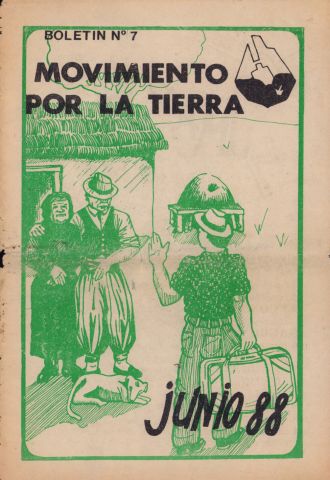 BOLETIN Nº 7
MOVIMIENTO
POR LA TIERRA
JUNIO 88